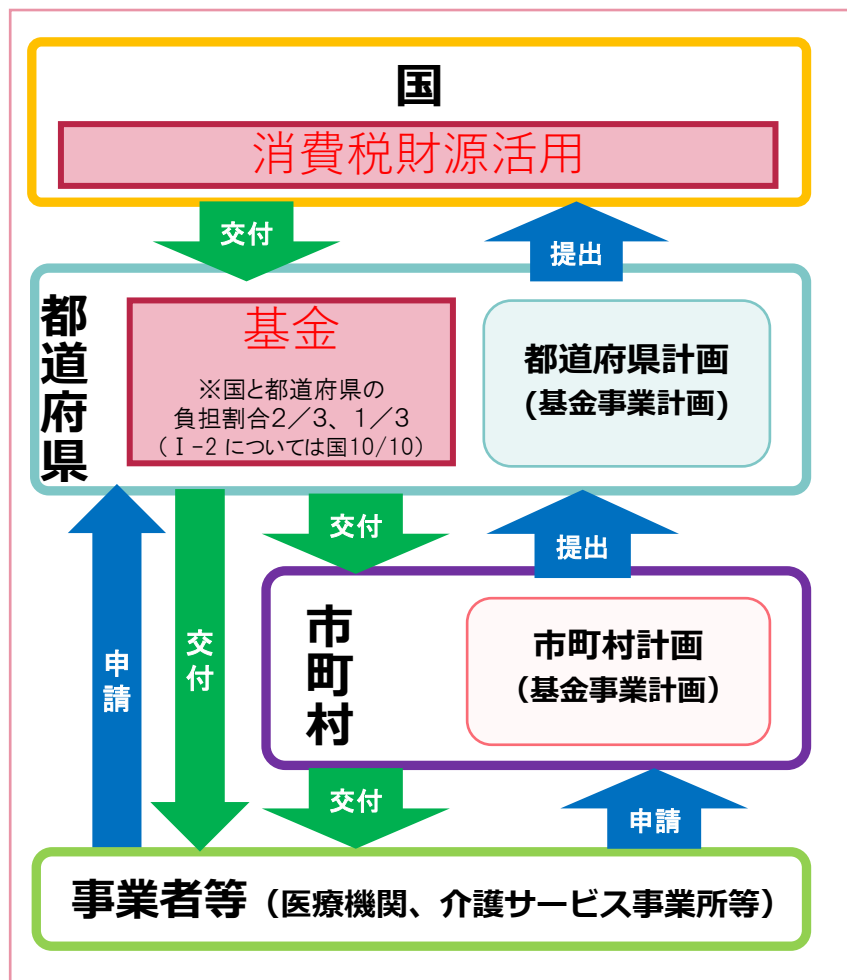 国
消費税財源活用
交付
提出
都道府県
基金
※国と都道府県の
負担割合2／3、1／3
（Ⅰ-2 については国10/10）
都道府県計画
(基金事業計画)
交付
提出
申請
交付
市町村
市町村計画
（基金事業計画）
交付
申請
事業者等（医療機関、介護サービス事業所等）